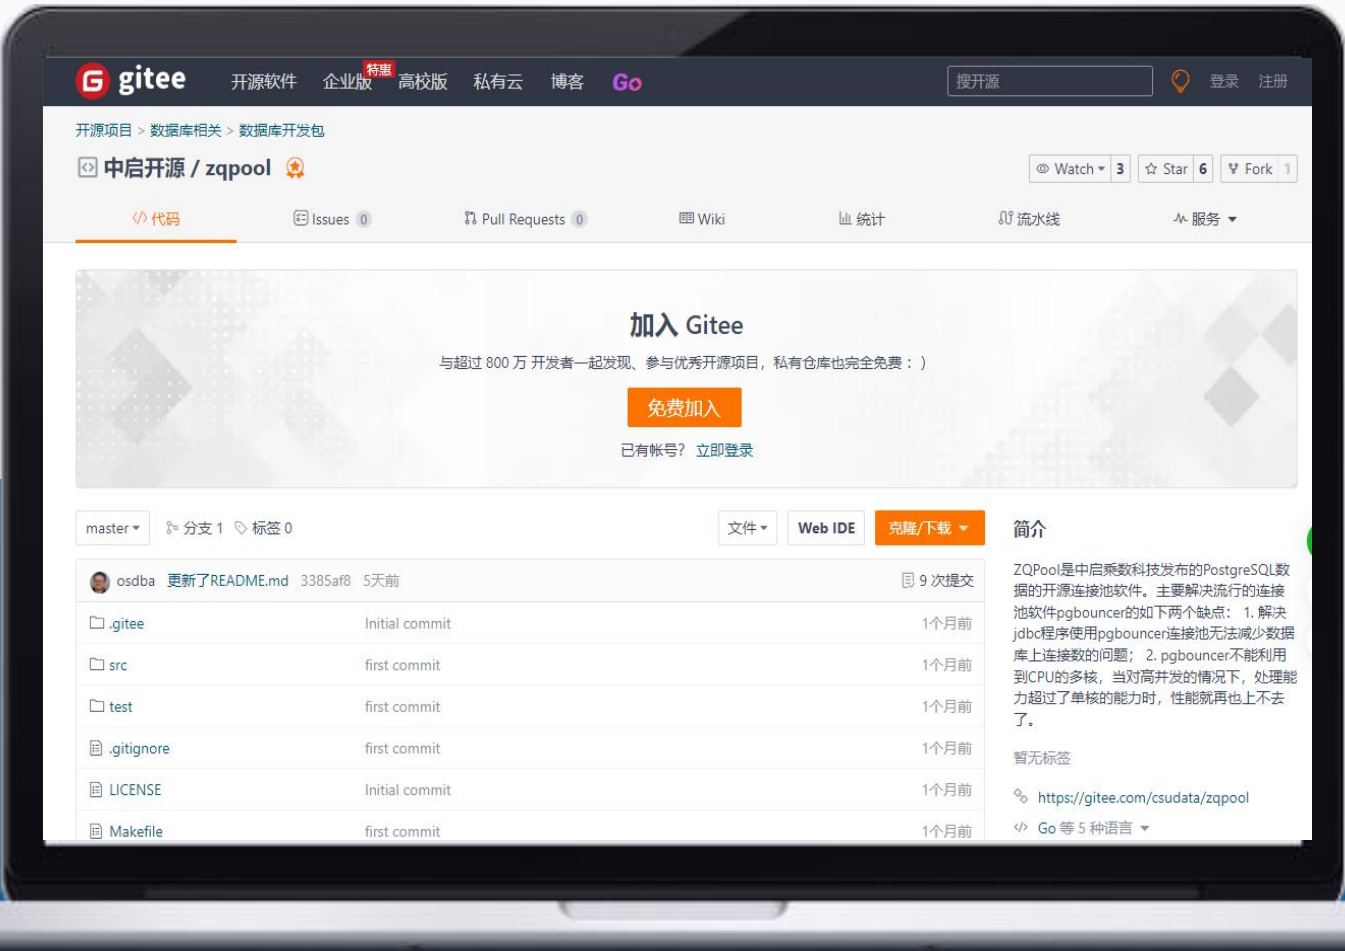 gitee 开源软件 企业版 特惠 高校版 私有云 博客 Go 搜开源 登录 注册
开源项目 > 数据库相关 > 数据库开发包
中启开源 / zqpool
Watch 3 Star 6 Fork 1
代码 Issues 0 Pull Requests 0 Wiki 统计 流水线 服务
加入 Gitee
与超过 800 万 开发者一起发现、参与优秀开源项目，私有仓库也完全免费：）
免费加入
已有帐号？ 立即登录
master 分支 1 标签 0 文件 Web IDE 克隆/下载
osdba 更新了README.md 3385af8 5天前 9 次提交
.gitee Initial commit 1个月前
src first commit 1个月前
test first commit 1个月前
.gitignore first commit 1个月前
LICENSE Initial commit 1个月前
Makefile first commit 1个月前
简介
ZQPool是中启乘数科技发布的PostgreSQL数
据的开源连接池软件。主要解决流行的连接
池软件pgbouncer的如下两个缺点： 1. 解决
jdbc程序使用pgbouncer连接池无法减少数据
库上连接数的问题； 2. pgbouncer不能利用
到CPU的多核，当对高并发的情况下，处理能
力超过了单核的能力时，性能就再也上不去
了。
暂无标签
https://gitee.com/csudata/zqpool
Go 等 5 种语言